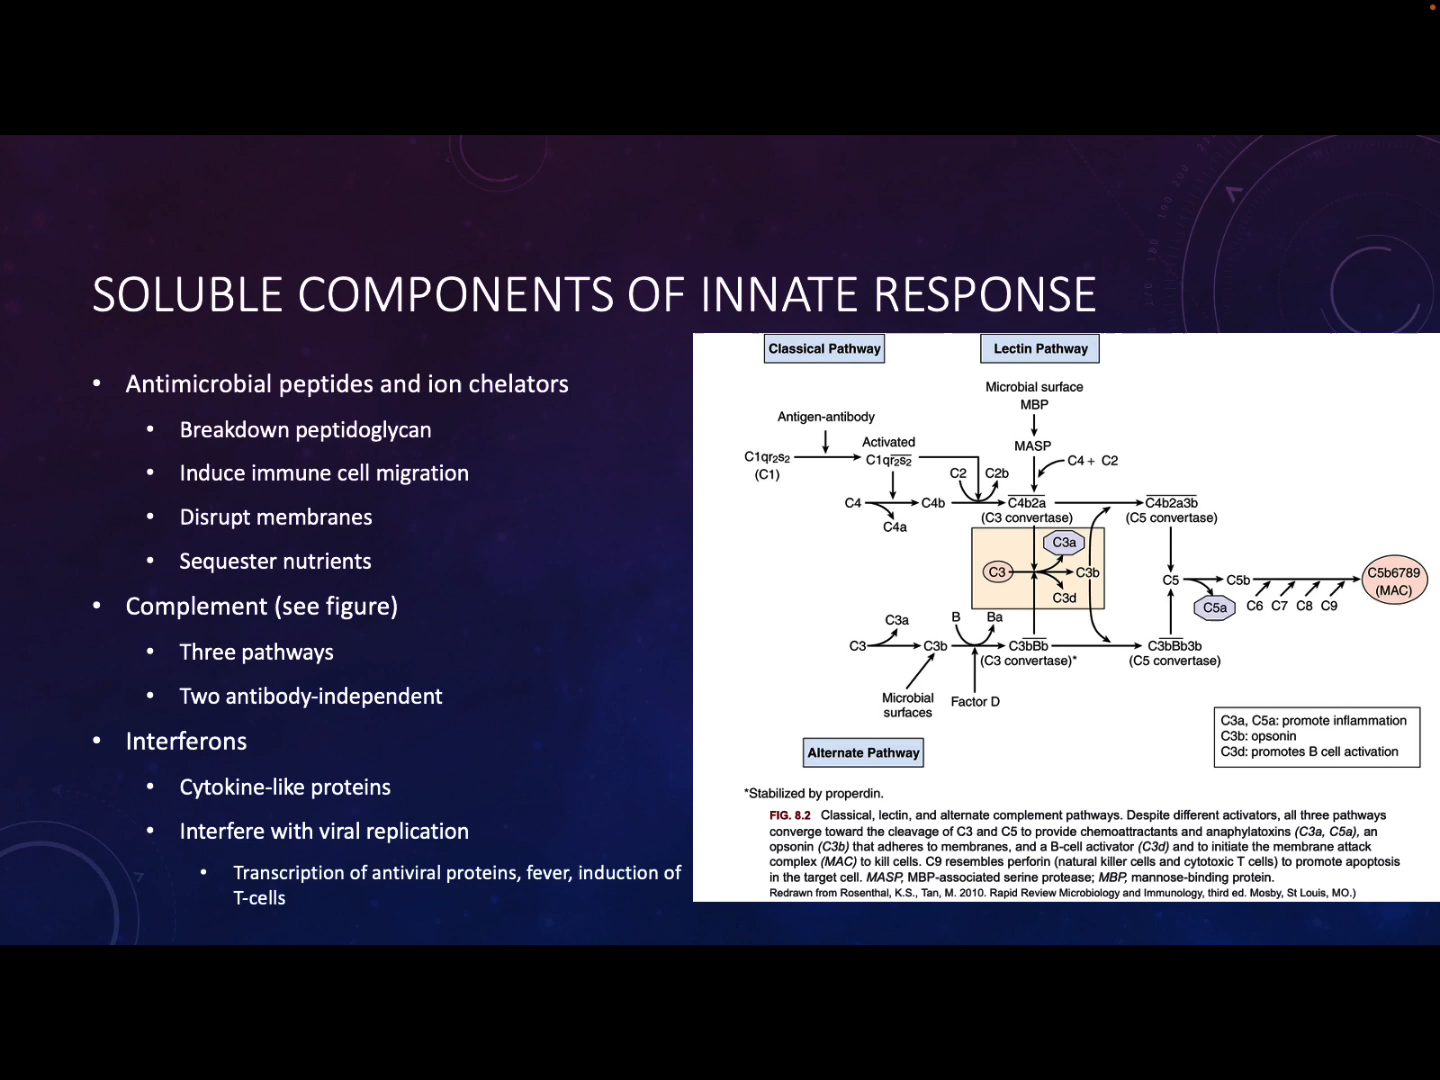 SOLUBLE COMPONENTS OF INNATE RESPONSE
• Antimicrobial peptides and ion chelators
• Breakdown peptidoglycan
• Induce immune cell migration
• Disrupt membranes
• Sequester nutrients
• Complement (see figure)
• Three pathways
• Two antibody-independent
• Interferons
• Cytokine-like proteins
• Interfere with viral replication
• Transcription of antiviral proteins, fever, induction of
T-cells
Classical Pathway
Lectin Pathway
Microbial surface
MBP
Antigen-antibody
Activated
MASP
C1qr2s2
C1qr2s2
C4 + C2
(C1)
C2
C2b
C4
C4b
C4b2a
C4b2a3b
(C3 convertase)
(C5 convertase)
C4a
C3a
C3
C3b
C3d
C5
C5b
C5b6789
(MAC)
C5a
C6 C7 C8 C9
C3a
B
Ba
C3
C3b
C3bBb
C3bBb3b
(C3 convertase)*
(C5 convertase)
Microbial
surfaces
Factor D
C3a, C5a: promote inflammation
C3b: opsonin
C3d: promotes B cell activation
Alternate Pathway
*Stabilized by properdin.
FIG. 8.2 Classical, lectin, and alternate complement pathways. Despite different activators, all three pathways
converge toward the cleavage of C3 and C5 to provide chemoattractants and anaphylatoxins (C3a, C5a), an
opsonin (C3b) that adheres to membranes, and a B-cell activator (C3d) and to initiate the membrane attack
complex (MAC) to kill cells. C9 resembles perforin (natural killer cells and cytotoxic T cells) to promote apoptosis
in the target cell. MASP, MBP-associated serine protease; MBP, mannose-binding protein.
Redrawn from Rosenthal, K.S., Tan, M. 2010. Rapid Review Microbiology and Immunology, third ed. Mosby, St Louis, MO.)